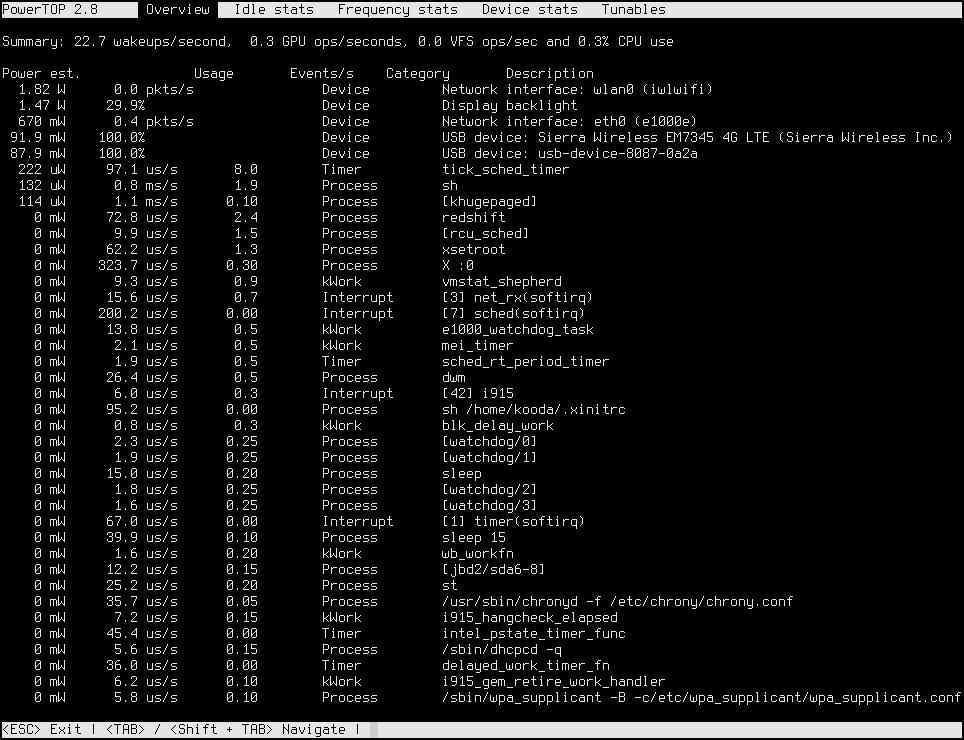 PowerTOP 2.8      Overview   Idle stats   Frequency stats   Device stats   Tunables
Summary: 22.7 wakeups/second,  0.3 GPU ops/seconds, 0.0 VFS ops/sec and 0.3% CPU use
Power est.              Usage       Events/s    Category       Description
1.82 W      0.0 pkts/s                Device         Network interface: wlan0 (iwlwifi)
1.47 W     29.9%                      Device         Display backlight
670 mW      0.4 pkts/s                Device         Network interface: eth0 (e1000e)
91.9 mW    100.0%                      Device         USB device: Sierra Wireless EM7345 4G LTE (Sierra Wireless Inc.)
87.9 mW    100.0%                      Device         USB device: usb-device-8087-0a2a
222 uW     97.1 us/s      8.0        Timer          tick_sched_timer
132 uW      0.8 ms/s      1.9        Process        sh
114 uW      1.1 ms/s      0.10       Process        [khugepaged]
0 mW     72.8 us/s      2.4        Process        redshift
0 mW      9.9 us/s      1.5        Process        [rcu_sched]
0 mW     62.2 us/s      1.3        Process        xsetroot
0 mW    323.7 us/s      0.30       Process        X :0
0 mW      9.3 us/s      0.9        kWork          vmstat_shepherd
0 mW     15.6 us/s      0.7        Interrupt      [3] net_rx(softirq)
0 mW    200.2 us/s      0.00       Interrupt      [7] sched(softirq)
0 mW     13.8 us/s      0.5        kWork          e1000_watchdog_task
0 mW      2.1 us/s      0.5        kWork          mei_timer
0 mW      1.9 us/s      0.5        Timer          sched_rt_period_timer
0 mW     26.4 us/s      0.5        Process        dwm
0 mW      6.0 us/s      0.3        Interrupt      [42] i915
0 mW     95.2 us/s      0.00       Process        sh /home/kooda/.xinitrc
0 mW      0.8 us/s      0.3        kWork          blk_delay_work
0 mW      2.3 us/s      0.25       Process        [watchdog/0]
0 mW      1.9 us/s      0.25       Process        [watchdog/1]
0 mW     15.0 us/s      0.20       Process        sleep
0 mW      1.8 us/s      0.25       Process        [watchdog/2]
0 mW      1.6 us/s      0.25       Process        [watchdog/3]
0 mW     67.0 us/s      0.00       Interrupt      [1] timer(softirq)
0 mW     39.9 us/s      0.10       Process        sleep 15
0 mW      1.6 us/s      0.20       kWork          wb_workfn
0 mW     12.2 us/s      0.15       Process        [jbd2/sda6-8]
0 mW     25.2 us/s      0.20       Process        st
0 mW     35.7 us/s      0.05       Process        /usr/sbin/chronyd -f /etc/chrony/chrony.conf
0 mW      7.2 us/s      0.15       kWork          i915_hangcheck_elapsed
0 mW     45.4 us/s      0.00       Timer          intel_pstate_timer_func
0 mW      5.6 us/s      0.15       Process        /sbin/dhcpcd -q
0 mW     36.0 us/s      0.00       Timer          delayed_work_timer_fn
0 mW      6.2 us/s      0.10       kWork          i915_gem_retire_work_handler
0 mW      5.8 us/s      0.10       Process        /sbin/wpa_supplicant -B -c/etc/wpa_supplicant/wpa_supplicant.conf
<ESC> Exit | <TAB> / <Shift + TAB> Navigate |